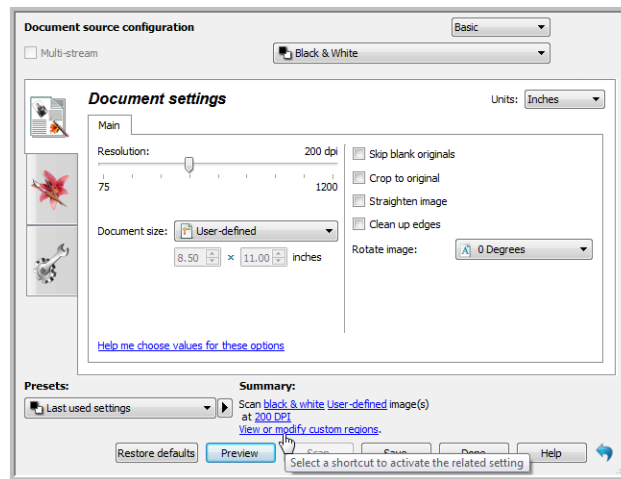 Document source configuration
Basic
Multi-stream
Black & White
Document settings
Units: Inches
Main
Resolution: 200 dpi
75 1200
Document size: User-defined
8.50 × 11.00 inches
Skip blank originals
Crop to original
Straighten image
Clean up edges
Rotate image: 0 Degrees
Help me choose values for these options
Presets:
Last used settings
Summary:
Scan black & white User-defined image(s)
at 200 DPI
View or modify custom regions.
Restore defaults Preview Scan Save Done Help
Select a shortcut to activate the related setting